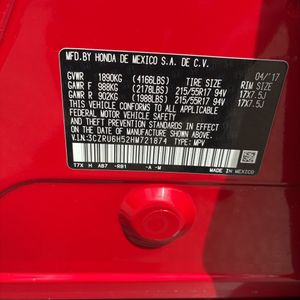 MFD.BY HONDA DE MEXICO S.A. DE C.V.
04/'17
GVWR 1890KG (4166LBS) TIRE SIZE RIM SIZE
GAWR F 988KG (2178LBS) 215/55R17 94V 17X7.5J
GAWR R 902KG (1988LBS) 215/55R17 94V 17X7.5J
THIS VEHICLE CONFORMS TO ALL APPLICABLE
FEDERAL MOTOR VEHICLE SAFETY AND
THEFT PREVENTION STANDARDS IN EFFECT ON
THE DATE OF MANUFACTURE SHOWN ABOVE.
V.I.N:3CZRU6H52HM721874 TYPE: MPV
T7X H AB7 -RB1 -A -M
MADE IN MEXICO